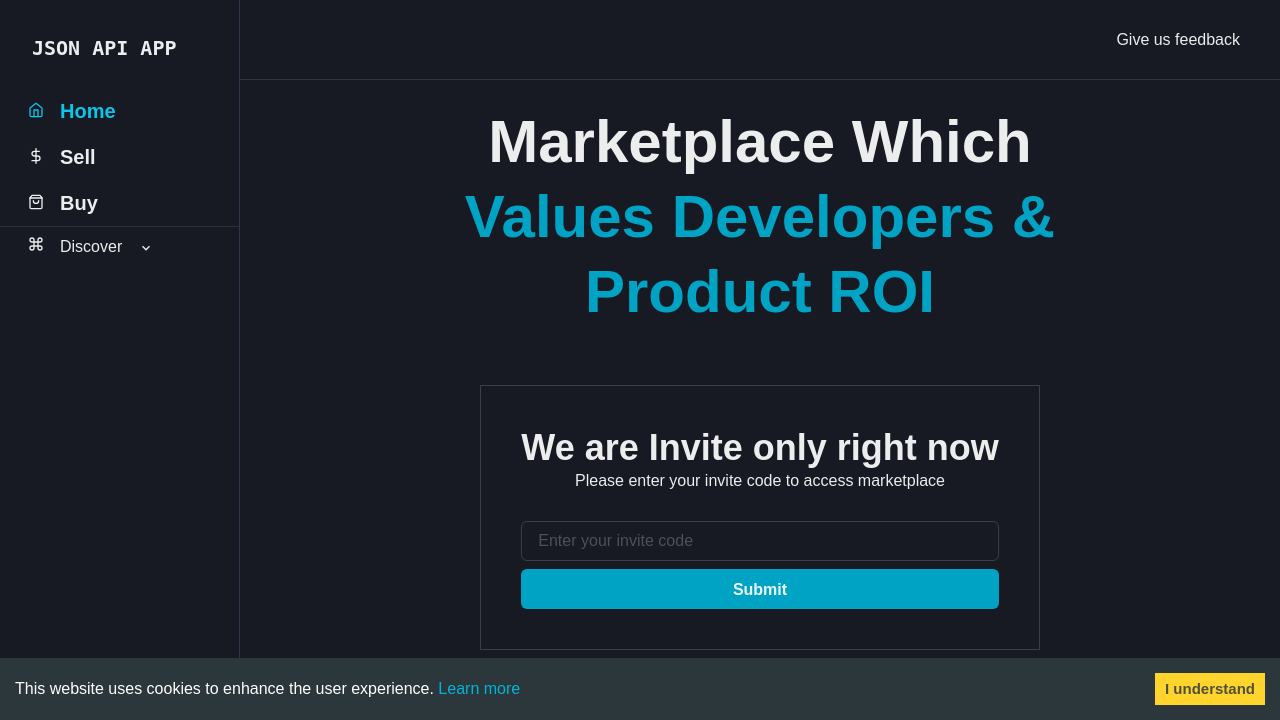 JSON API APP
Give us feedback
Home
Sell
Buy
Discover
Marketplace Which
Values Developers &
Product ROI
We are Invite only right now
Please enter your invite code to access marketplace
Enter your invite code
Submit
This website uses cookies to enhance the user experience. Learn more
I understand